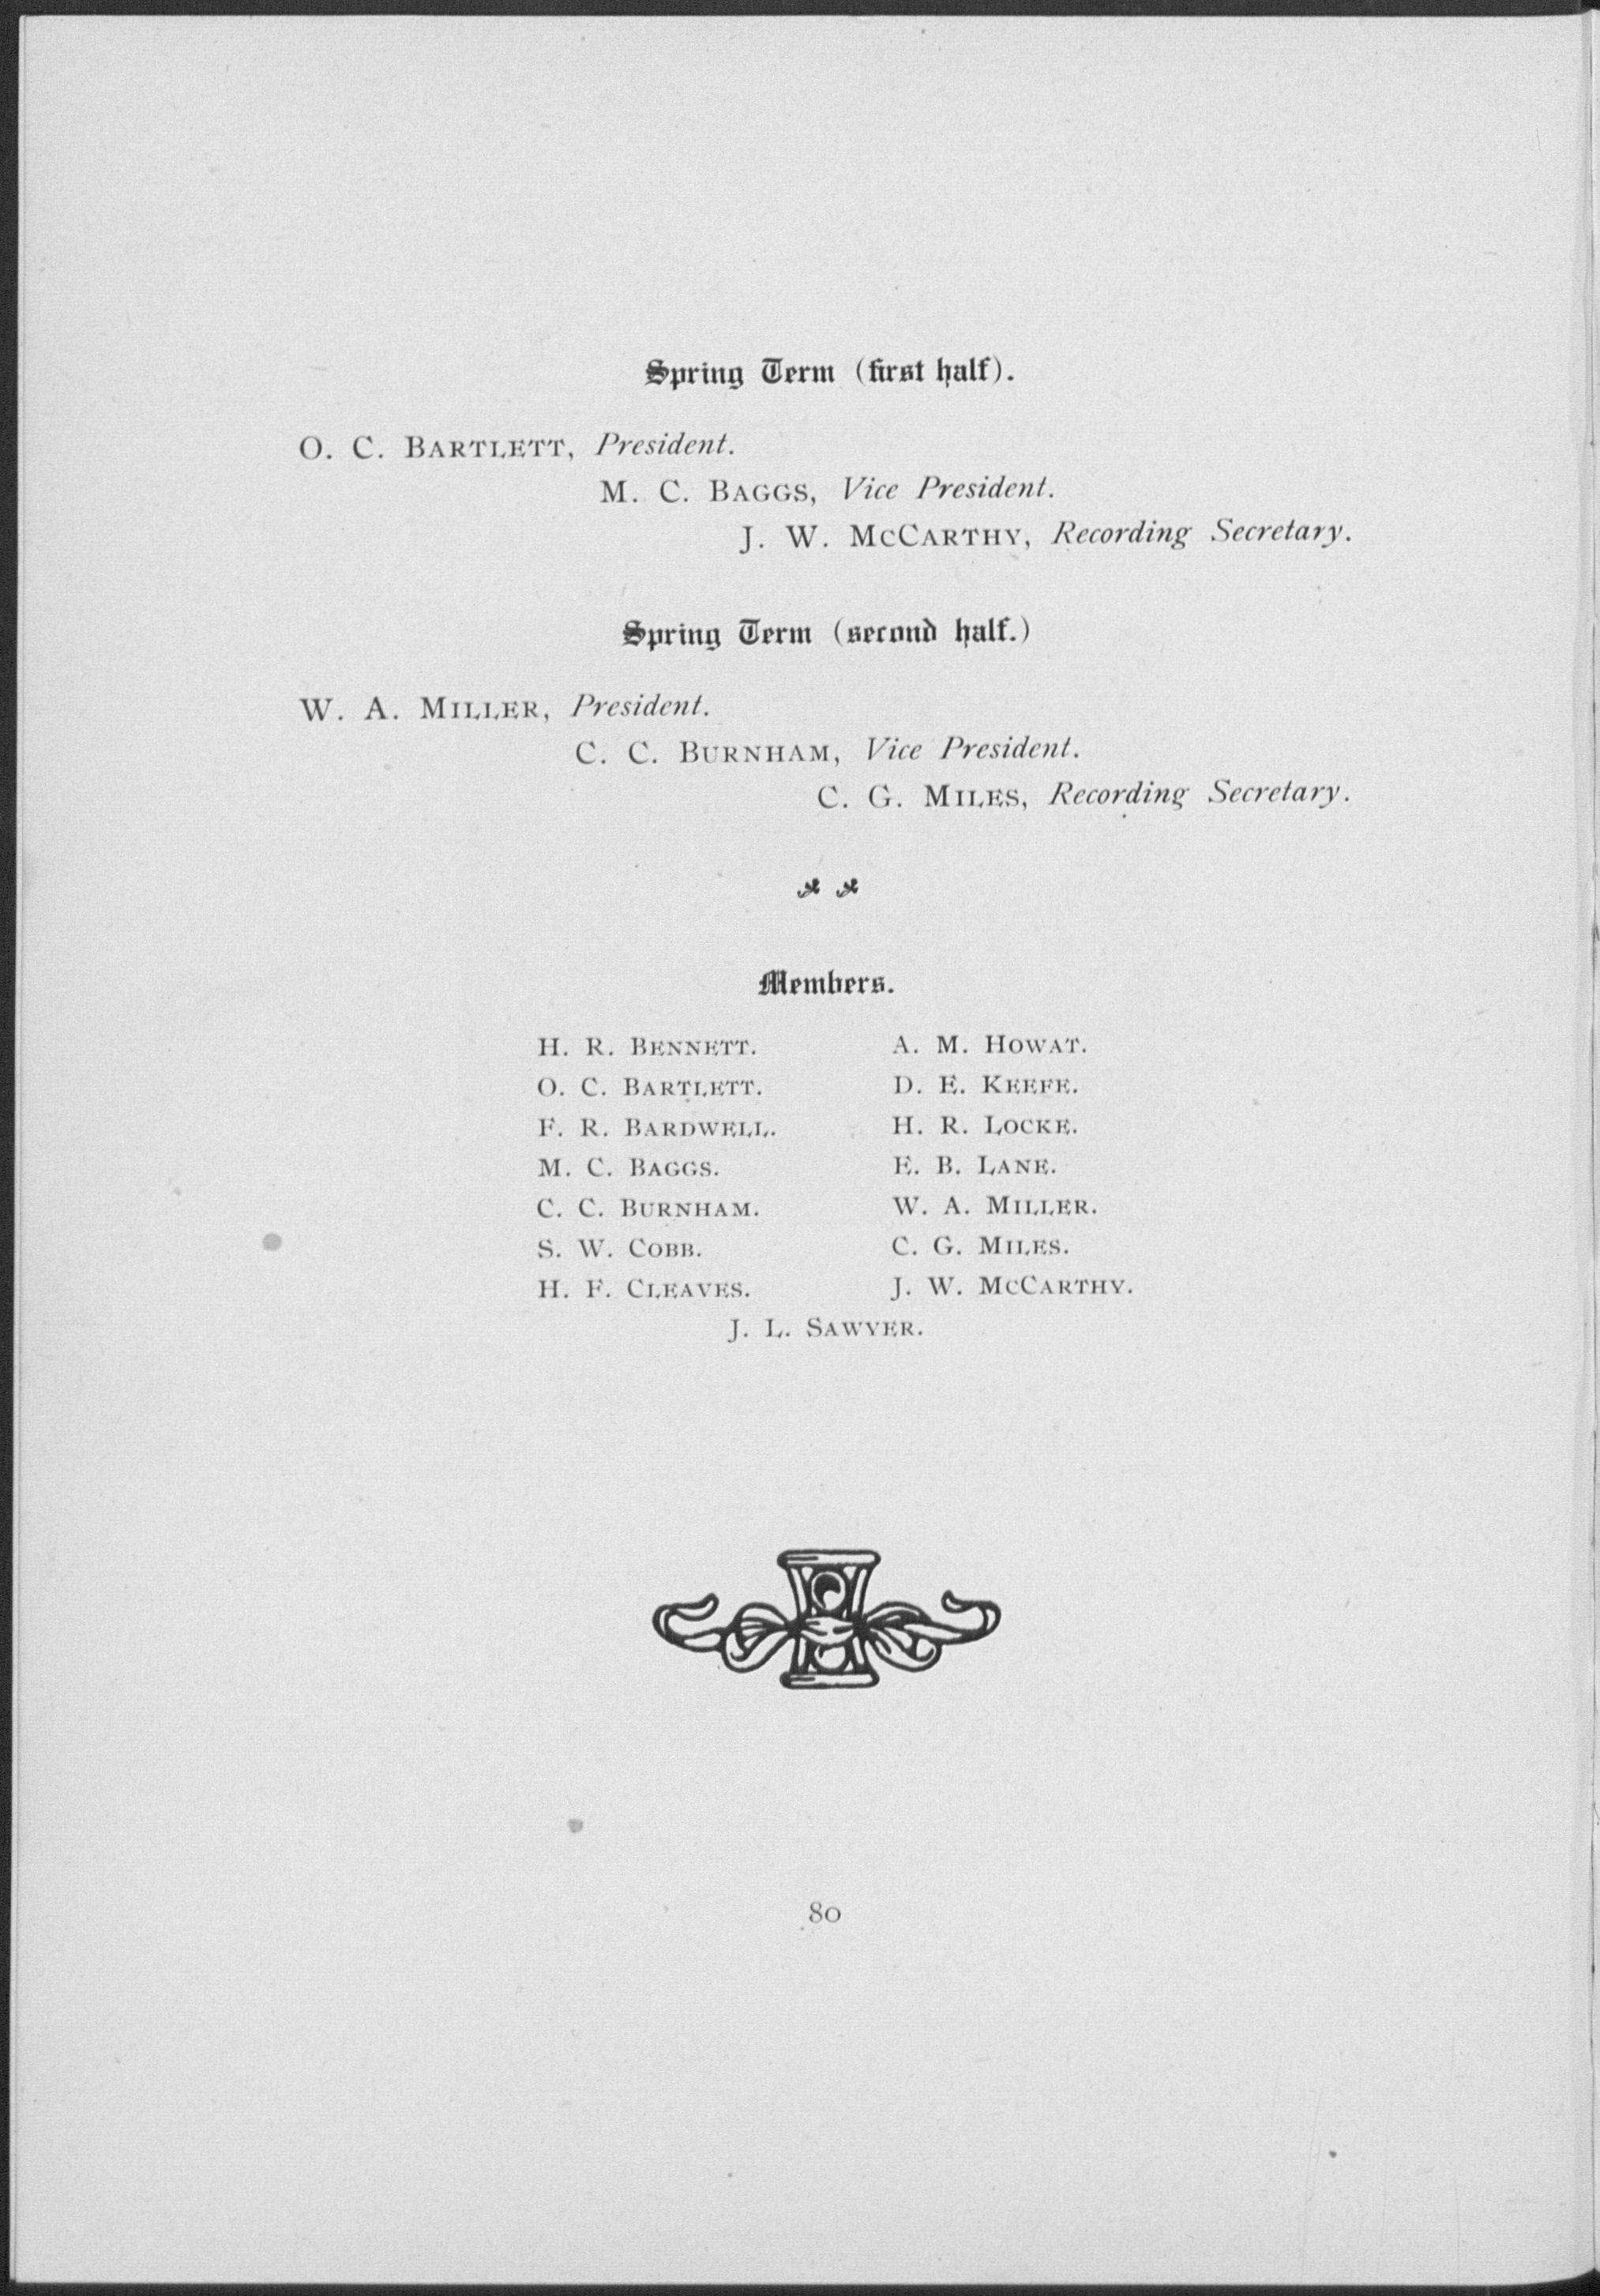 Spring Term (first half).
O. C. BARTLETT, President.
M. C. BAGGS, Vice President.
J. W. MCCARTHY, Recording Secretary.
Spring Term (second half.)
W. A. MILLER, President.
C. C. BURNHAM, Vice President.
C. G. MILES, Recording Secretary.
Members.
H. R. BENNETT.
O. C. BARTLETT.
F. R. BARDWELL.
M. C. BAGGS.
C. C. BURNHAM.
S. W. COBB.
H. F. CLEAVES.
A. M. HOWAT.
D. E. KEEFE.
H. R. LOCKE.
E. B. LANE.
W. A. MILLER.
C. G. MILES.
J. W. MCCARTHY.
J. L. SAWYER.
80